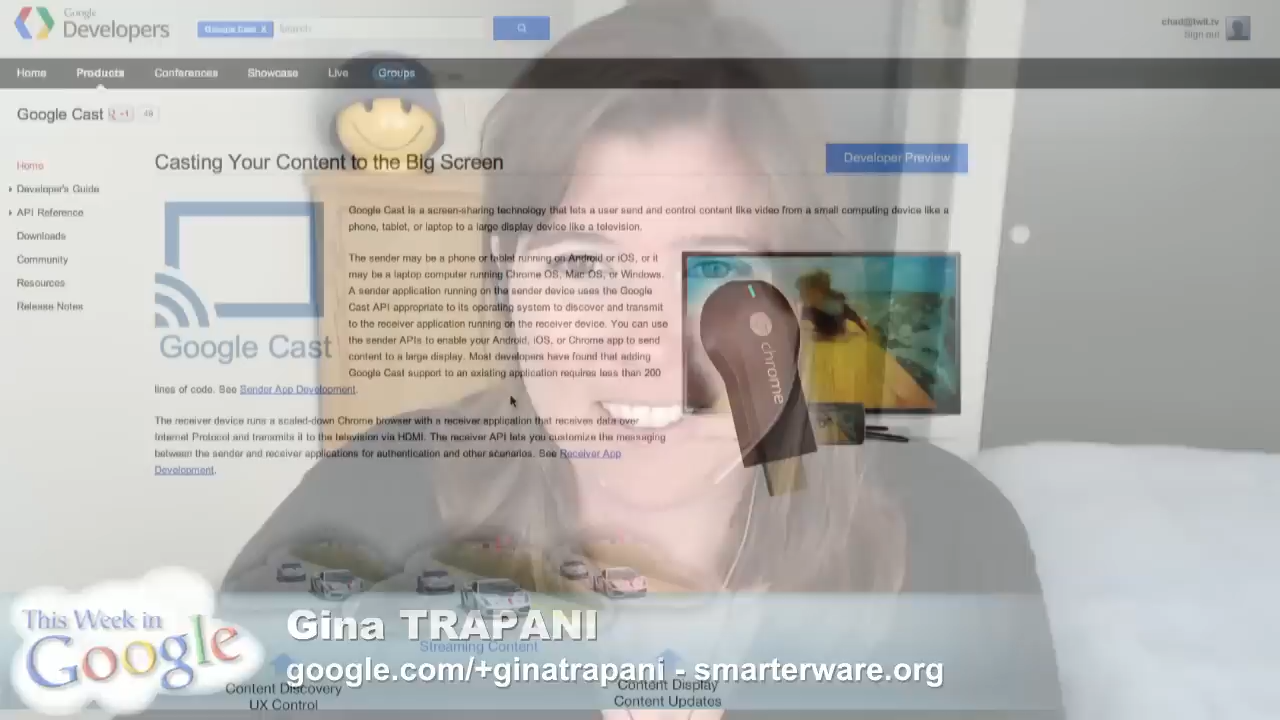 Google
Developers
Google Cast X
Search
chad@twit.tv
Sign out
Home
Products
Conferences
Showcase
Live
Groups
Google Cast
+1
Home
Developer's Guide
API Reference
Downloads
Community
Resources
Release Notes
Casting Your Content to the Big Screen
Developer Preview
Google Cast
Google Cast is a screen-sharing technology that lets a user send and control content like video from a small computing device like a
phone, tablet, or laptop to a large display device like a television.
The sender may be a phone or tablet running on Android or iOS, or it
may be a laptop computer running Chrome OS, Mac OS, or Windows.
A sender application running on the sender device uses the Google
Cast API appropriate to its operating system to discover and transmit
to the receiver application running on the receiver device. You can use
the sender APIs to enable your Android, iOS, or Chrome app to send
content to a large display. Most developers have found that adding
Google Cast support to an existing application requires less than 200
lines of code. See Sender App Development.
The receiver device runs a scaled-down Chrome browser with a receiver application that receives data over
Internet Protocol and transmits it to the television via HDMI. The receiver API lets you customize the messaging
between the sender and receiver applications for authentication and other scenarios. See Receiver App
Development.
chrome
This Week in
Google
Gina TRAPANI
Streaming Content
google.com/+ginatrapani - smarterware.org
Content Discovery
UX Control
Content Display
Content Updates